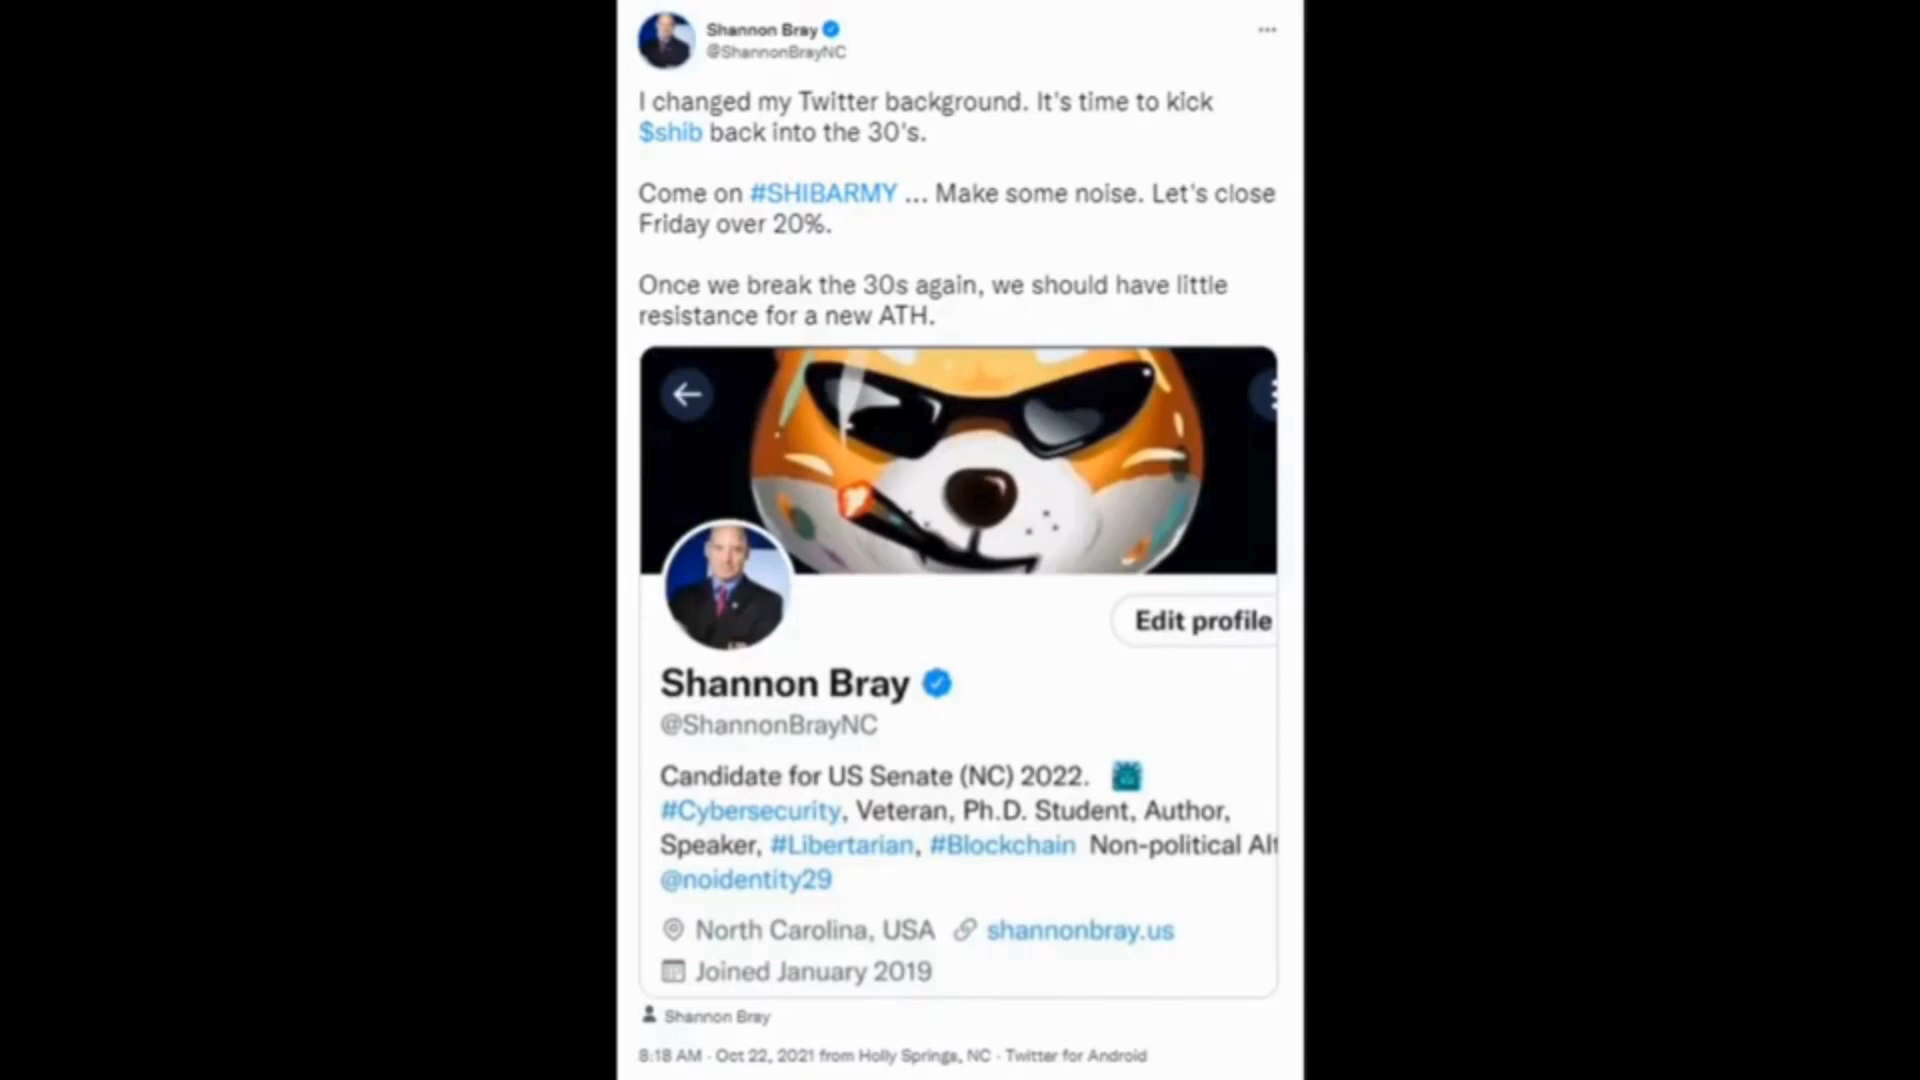 Shannon Bray
@ShannonBrayNC
I changed my Twitter background. It's time to kick
$shib back into the 30's.
Come on #SHIBARMY ... Make some noise. Let's close
Friday over 20%.
Once we break the 30s again, we should have little
resistance for a new ATH.
Edit profile
Shannon Bray
@ShannonBrayNC
Candidate for US Senate (NC) 2022.
#Cybersecurity, Veteran, Ph.D. Student, Author,
Speaker, #Libertarian, #Blockchain Non-political Alt
@noidentity29
North Carolina, USA shannonbray.us
Joined January 2019
Shannon Bray
8:18 AM · Oct 22, 2021 from Holly Springs, NC · Twitter for Android